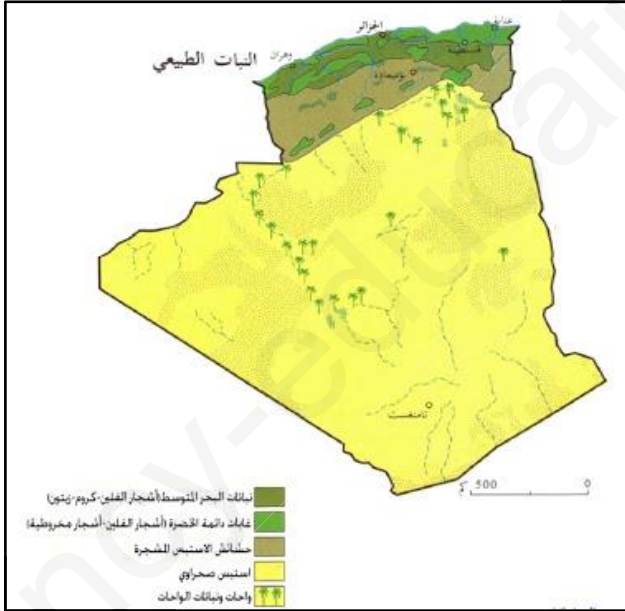 عنابة
الجزائر
قسنطينة
وهران
النبات الطبيعي
بوسعادة
تامنغست
500 كم 0
نباتات البحر المتوسط (أشجار الفلين-كروم-زيتون)
غابات دائمة الخضرة (أشجار الفلين-أشجار مخروطية)
حشائش الاستبس المشجرة
استبس صحراوي
واحات ونباتات الواحات